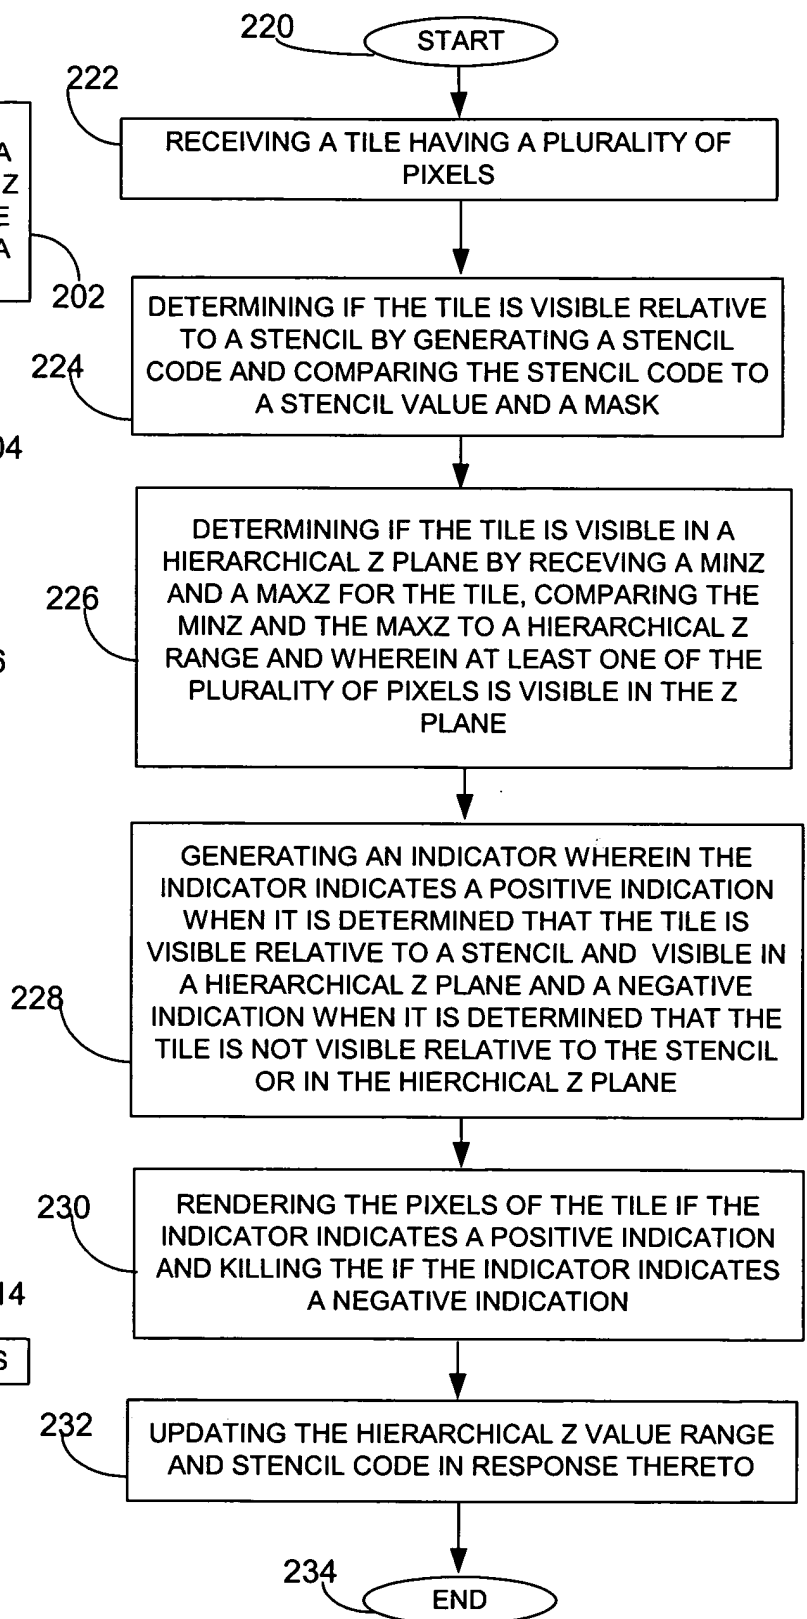 220
START
222
RECEIVING A TILE HAVING A PLURALITY OF
PIXELS
A
Z
E
A
202
DETERMINING IF THE TILE IS VISIBLE RELATIVE
TO A STENCIL BY GENERATING A STENCIL
CODE AND COMPARING THE STENCIL CODE TO
A STENCIL VALUE AND A MASK
224
04
DETERMINING IF THE TILE IS VISIBLE IN A
HIERARCHICAL Z PLANE BY RECEVING A MINZ
AND A MAXZ FOR THE TILE, COMPARING THE
MINZ AND THE MAXZ TO A HIERARCHICAL Z
RANGE AND WHEREIN AT LEAST ONE OF THE
PLURALITY OF PIXELS IS VISIBLE IN THE Z
PLANE
226
6
GENERATING AN INDICATOR WHEREIN THE
INDICATOR INDICATES A POSITIVE INDICATION
WHEN IT IS DETERMINED THAT THE TILE IS
VISIBLE RELATIVE TO A STENCIL AND VISIBLE IN
A HIERARCHICAL Z PLANE AND A NEGATIVE
INDICATION WHEN IT IS DETERMINED THAT THE
TILE IS NOT VISIBLE RELATIVE TO THE STENCIL
OR IN THE HIERCHICAL Z PLANE
228
RENDERING THE PIXELS OF THE TILE IF THE
INDICATOR INDICATES A POSITIVE INDICATION
AND KILLING THE IF THE INDICATOR INDICATES
A NEGATIVE INDICATION
230
14
S
UPDATING THE HIERARCHICAL Z VALUE RANGE
AND STENCIL CODE IN RESPONSE THERETO
232
234
END